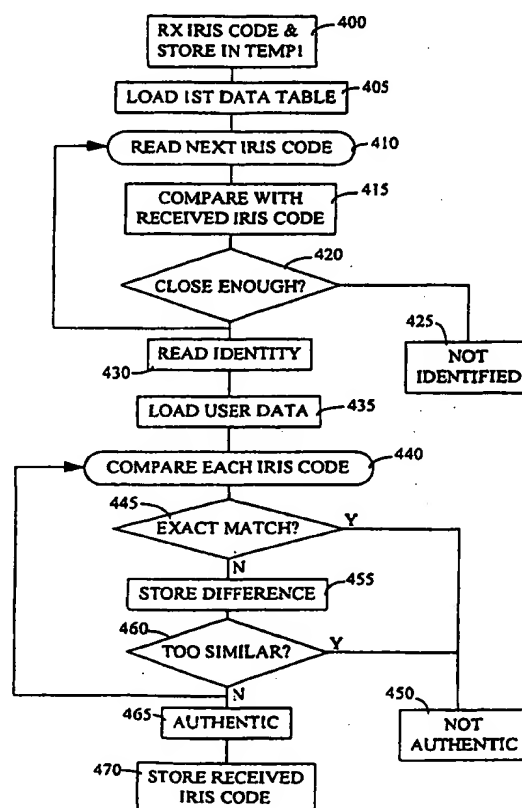 RX IRIS CODE &
STORE IN TEMP1
400
LOAD 1ST DATA TABLE
405
READ NEXT IRIS CODE
410
COMPARE WITH
RECEIVED IRIS CODE
415
420
CLOSE ENOUGH?
425
NOT
IDENTIFIED
READ IDENTITY
430
LOAD USER DATA
435
COMPARE EACH IRIS CODE
440
445
EXACT MATCH?
Y
N
STORE DIFFERENCE
455
460
TOO SIMILAR?
Y
N
465
AUTHENTIC
450
NOT
AUTHENTIC
470
STORE RECEIVED
IRIS CODE